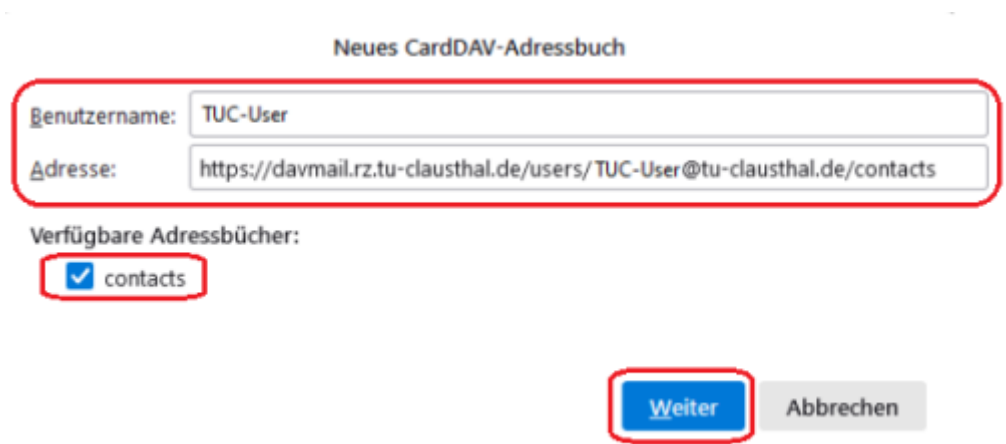 Neues CardDAV-Adressbuch
Benutzername: TUC-User
Adresse: https://davmail.rz.tu-clausthal.de/users/TUC-User@tu-clausthal.de/contacts
Verfügbare Adressbücher:
contacts
Weiter Abbrechen